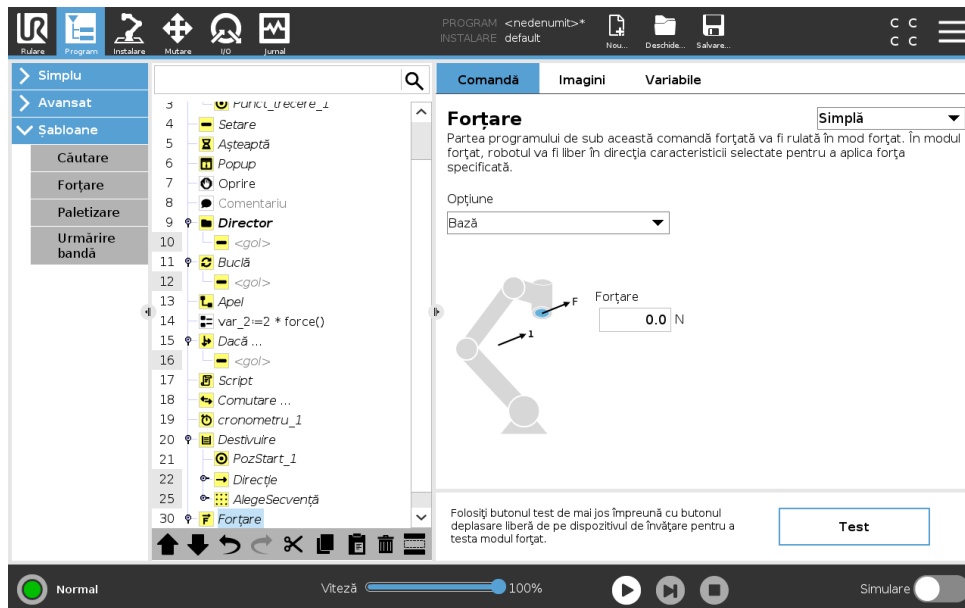 PROGRAM <nedenumit>*
INSTALARE default
Rulare
Program
Instalare
Mutare
I/O
Jurnal
Nou...
Deschide...
Salvare...
C C
C C
Simplu
Avansat
Șabloane
Căutare
Forțare
Paletizare
Urmărire
bandă
3 Punct_trecere_1
4 Setare
5 Așteaptă
6 Popup
7 Oprire
8 Comentariu
9 Director
10 <gol>
11 Buclă
12 <gol>
13 Apel
14 var_2:=2 * force()
15 Dacă ...
16 <gol>
17 Script
18 Comutare ...
19 cronometru_1
20 Destivuire
21 PozStart_1
22 Direcție
25 AlegeSecvență
30 Forțare
Comandă
Imagini
Variabile
Forțare
Simplă
Partea programului de sub această comandă forțată va fi rulată în mod forțat. În modul
forțat, robotul va fi liber în direcția caracteristicii selectate pentru a aplica forța
specificată.
Opțiune
Bază
F
1
Forțare
0.0 N
Folosiți butonul test de mai jos împreună cu butonul
deplasare liberă de pe dispozitivul de învățare pentru a
testa modul forțat.
Test
Normal
Viteză
100%
Simulare